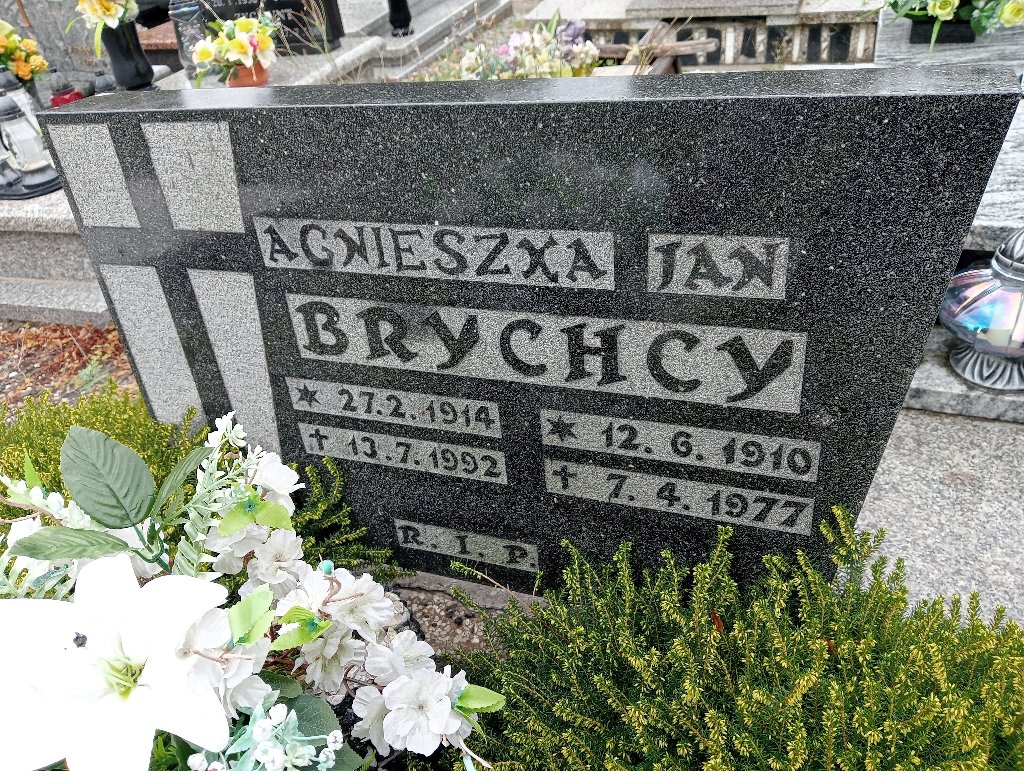 AGNIESZKA JAN
BRYCHCY
* 27.2.1914
✝ 13.7.1992
* 12.6.1910
✝ 7.4.1977
R.I.P.